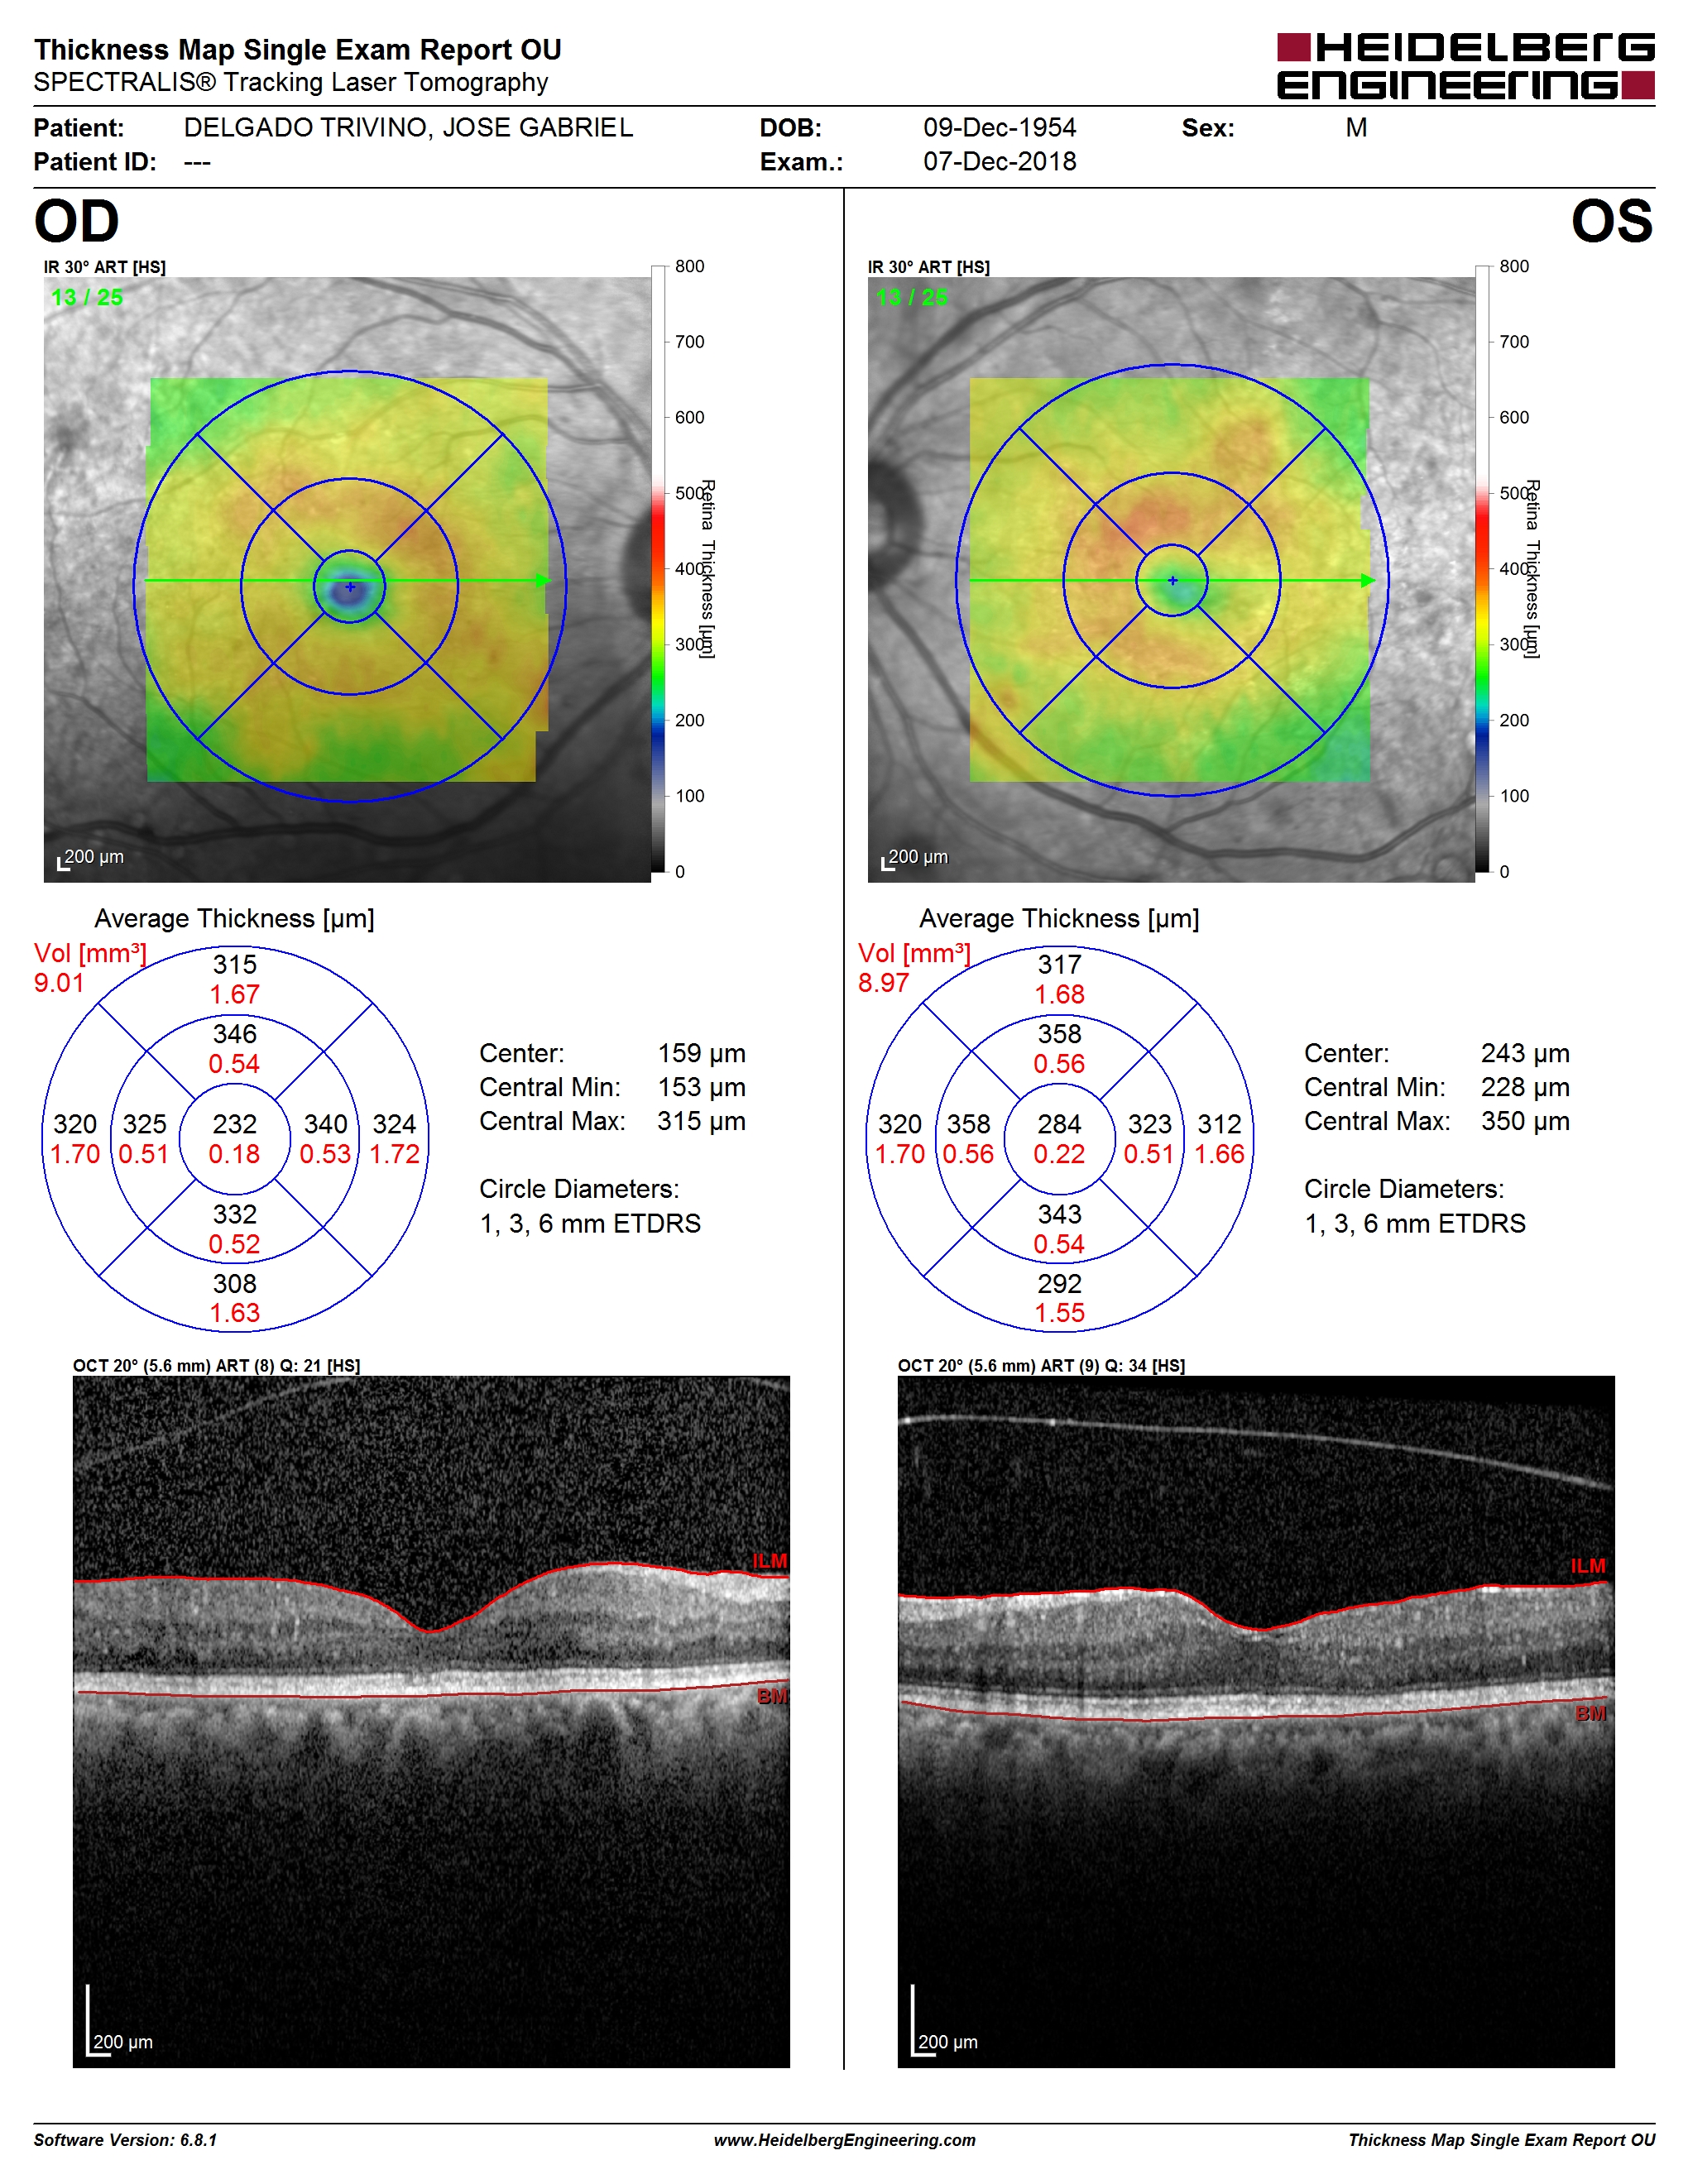 Thickness Map Single Exam Report OU
SPECTRALIS® Tracking Laser Tomography
HEIDELBERG
ENGINEERING
Patient: DELGADO TRIVINO, JOSE GABRIEL DOB: 09-Dec-1954 Sex: M
Patient ID: --- Exam.: 07-Dec-2018
OD
IR 30° ART [HS]
13 / 25
800
700
600
500
400
300
200
100
0
Retina Thickness [µm]
200 µm
Average Thickness [µm]
Vol [mm³]
9.01
315
1.67
346
0.54
320 325 232 340 324
1.70 0.51 0.18 0.53 1.72
332
0.52
308
1.63
Center: 159 µm
Central Min: 153 µm
Central Max: 315 µm
Circle Diameters:
1, 3, 6 mm ETDRS
OCT 20° (5.6 mm) ART (8) Q: 21 [HS]
ILM
BM
200 µm
OS
IR 30° ART [HS]
13 / 25
800
700
600
500
400
300
200
100
0
Retina Thickness [µm]
200 µm
Average Thickness [µm]
Vol [mm³]
8.97
317
1.68
358
0.56
320 358 284 323 312
1.70 0.56 0.22 0.51 1.66
343
0.54
292
1.55
Center: 243 µm
Central Min: 228 µm
Central Max: 350 µm
Circle Diameters:
1, 3, 6 mm ETDRS
OCT 20° (5.6 mm) ART (9) Q: 34 [HS]
ILM
BM
200 µm
Software Version: 6.8.1 www.HeidelbergEngineering.com Thickness Map Single Exam Report OU